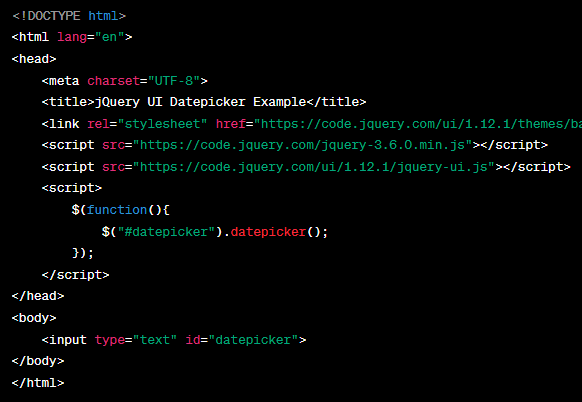 <!DOCTYPE html>
<html lang="en">
<head>
    <meta charset="UTF-8">
    <title>jQuery UI Datepicker Example</title>
    <link rel="stylesheet" href="https://code.jquery.com/ui/1.12.1/themes/ba
    <script src="https://code.jquery.com/jquery-3.6.0.min.js"></script>
    <script src="https://code.jquery.com/ui/1.12.1/jquery-ui.js"></script>
    <script>
        $(function(){
            $("#datepicker").datepicker();
        });
    </script>
</head>
<body>
    <input type="text" id="datepicker">
</body>
</html>